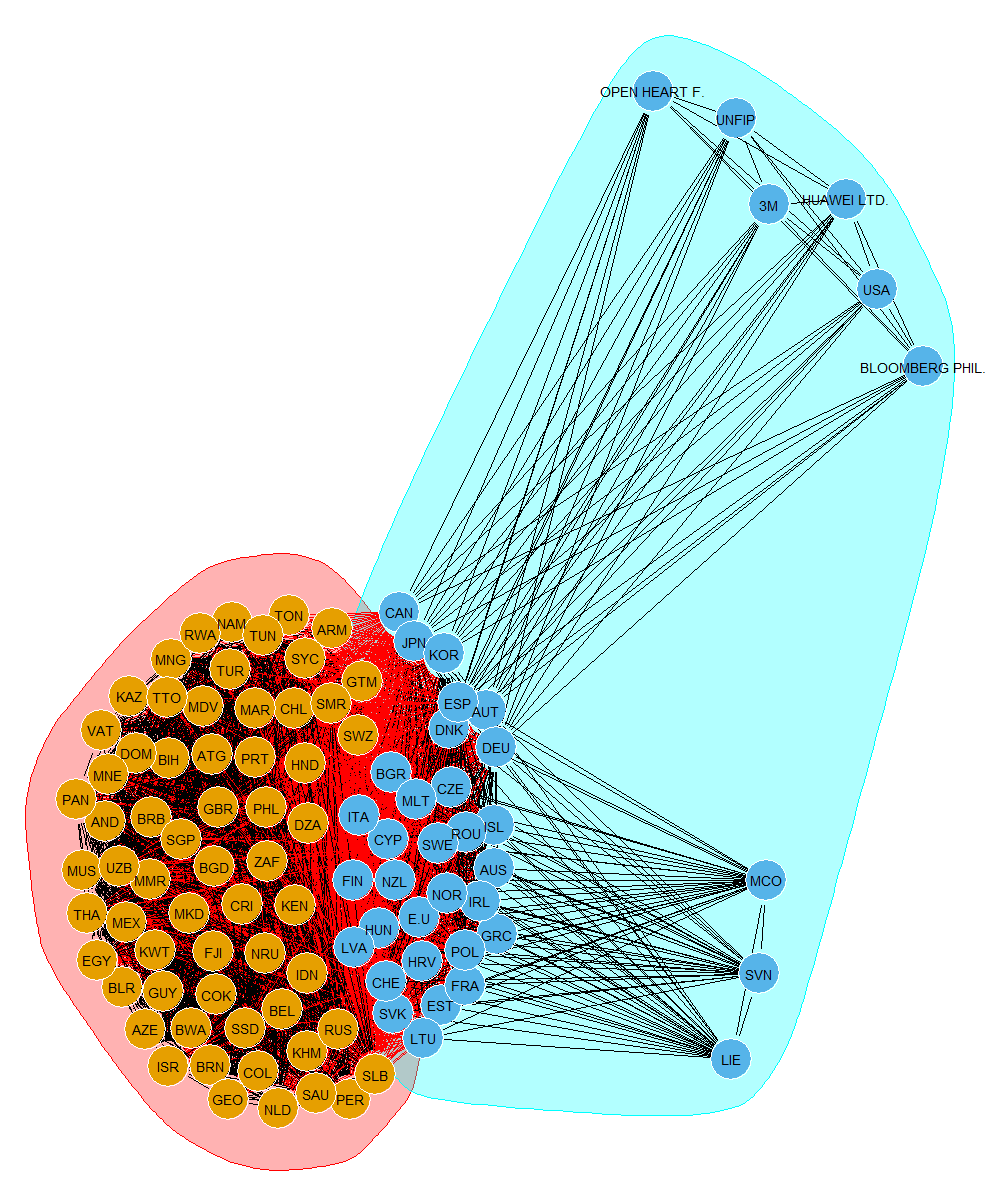 OPEN HEART F.
UNFIP
3M
HUAWEI LTD.
USA
BLOOMBERG PHIL.
CAN
JPN
KOR
TON
NAM
RWA
TUN
ARM
MNG
TUR
SYC
GTM
KAZ
TTO
MDV
MAR
CHL
SMR
ESP
AUT
DNK
SWZ
VAT
DEU
DOM
BIH
ATG
PRT
HND
MNE
BGR
CZE
PAN
MLT
AND
BRB
GBR
PHL
DZA
ITA
SGP
CYP
SWE
ROU
ISL
MUS
UZB
MMR
BGD
ZAF
FIN
NZL
AUS
MCO
THA
MEX
MKD
CRI
KEN
NOR
IRL
E.U
HUN
GRC
EGY
KWT
FJI
NRU
LVA
HRV
POL
IDN
SVN
BLR
GUY
COK
CHE
FRA
BEL
SVK
EST
AZE
BWA
SSD
RUS
LTU
KHM
LIE
ISR
BRN
COL
SLB
GEO
NLD
SAU
PER